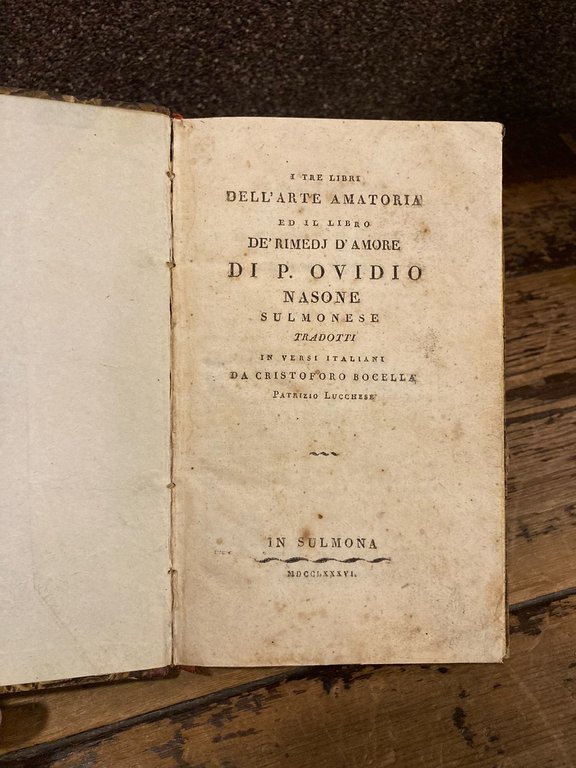 I TRE LIBRI
DELL'ARTE AMATORIA
ED IL LIBRO
DE' RIMEDJ D'AMORE
DI P. OVIDIO
NASONE
SULMONESE
TRADOTTI
IN VERSI ITALIANI
DA CRISTOFORO BOCELLA
PATRIZIO LUCCHESE
IN SULMONA
MDCCLXXXVI.